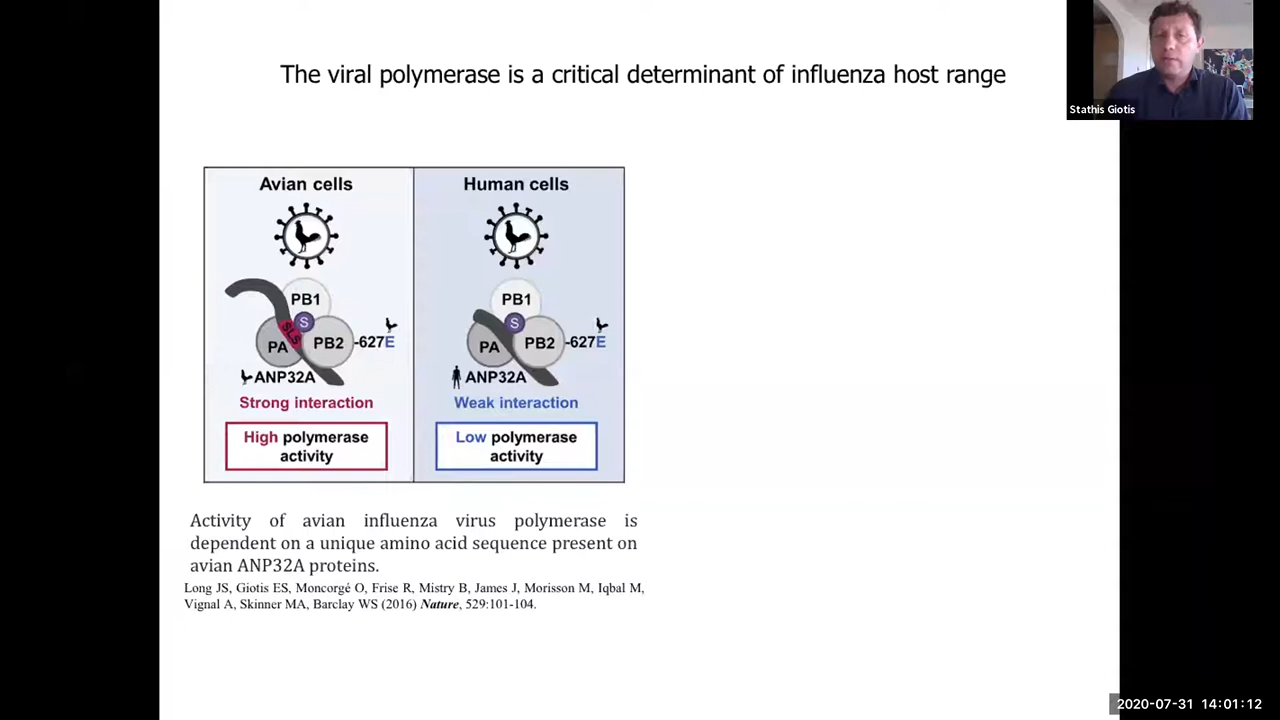 The viral polymerase is a critical determinant of influenza host range
Stathis Giotis
Avian cells
Human cells
PB1
S
SLS
PA
PB2
-627E
ANP32A
Strong interaction
High polymerase
activity
PB1
S
PA
PB2
-627E
ANP32A
Weak interaction
Low polymerase
activity
Activity of avian influenza virus polymerase is
dependent on a unique amino acid sequence present on
avian ANP32A proteins.
Long JS, Giotis ES, Moncorgé O, Frise R, Mistry B, James J, Morisson M, Iqbal M,
Vignal A, Skinner MA, Barclay WS (2016) Nature, 529:101-104.
2020-07-31 14:01:12